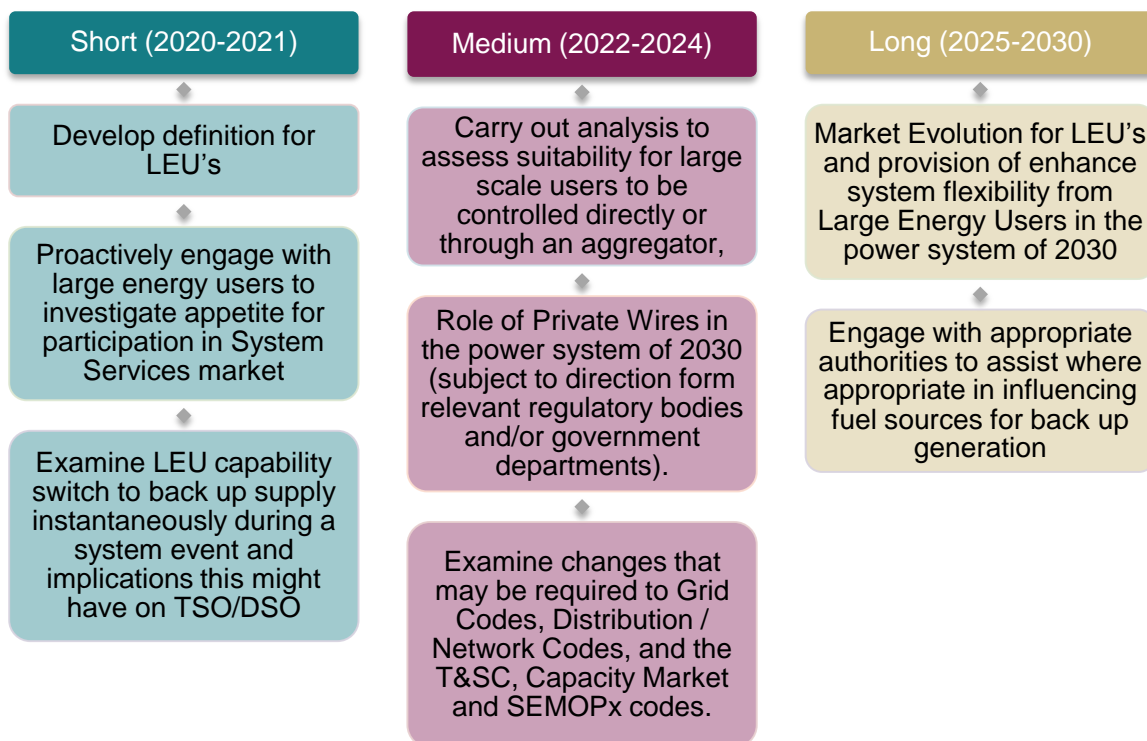 Short (2020-2021)
Develop definition for
LEU's
Proactively engage with
large energy users to
investigate appetite for
participation in System
Services market
Examine LEU capability
switch to back up supply
instantaneously during a
system event and
implications this might
have on TSO/DSO
Medium (2022-2024)
Carry out analysis to
assess suitability for large
scale users to be
controlled directly or
through an aggregator,
Role of Private Wires in
the power system of 2030
(subject to direction form
relevant regulatory bodies
and/or government
departments).
Examine changes that
may be required to Grid
Codes, Distribution /
Network Codes, and the
T&SC, Capacity Market
and SEMOPx codes.
Long (2025-2030)
Market Evolution for LEU's
and provision of enhance
system flexibility from
Large Energy Users in the
power system of 2030
Engage with appropriate
authorities to assist where
appropriate in influencing
fuel sources for back up
generation